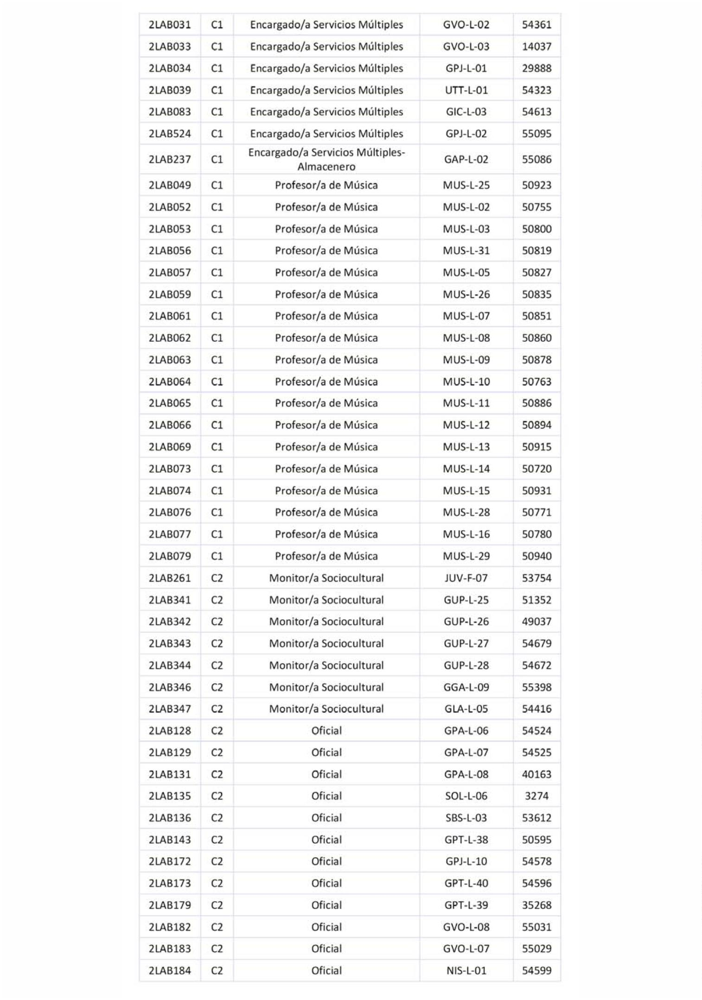 2LAB031 C1 Encargado/a Servicios Múltiples GVO-L-02 54361
2LAB033 C1 Encargado/a Servicios Múltiples GVO-L-03 14037
2LAB034 C1 Encargado/a Servicios Múltiples GPJ-L-01 29888
2LAB039 C1 Encargado/a Servicios Múltiples UTT-L-01 54323
2LAB083 C1 Encargado/a Servicios Múltiples GIC-L-03 54613
2LAB524 C1 Encargado/a Servicios Múltiples GPJ-L-02 55095
2LAB237 C1 Encargado/a Servicios Múltiples-
Almacenero GAP-L-02 55086
2LAB049 C1 Profesor/a de Música MUS-L-25 50923
2LAB052 C1 Profesor/a de Música MUS-L-02 50755
2LAB053 C1 Profesor/a de Música MUS-L-03 50800
2LAB056 C1 Profesor/a de Música MUS-L-31 50819
2LAB057 C1 Profesor/a de Música MUS-L-05 50827
2LAB059 C1 Profesor/a de Música MUS-L-26 50835
2LAB061 C1 Profesor/a de Música MUS-L-07 50851
2LAB062 C1 Profesor/a de Música MUS-L-08 50860
2LAB063 C1 Profesor/a de Música MUS-L-09 50878
2LAB064 C1 Profesor/a de Música MUS-L-10 50763
2LAB065 C1 Profesor/a de Música MUS-L-11 50886
2LAB066 C1 Profesor/a de Música MUS-L-12 50894
2LAB069 C1 Profesor/a de Música MUS-L-13 50915
2LAB073 C1 Profesor/a de Música MUS-L-14 50720
2LAB074 C1 Profesor/a de Música MUS-L-15 50931
2LAB076 C1 Profesor/a de Música MUS-L-28 50771
2LAB077 C1 Profesor/a de Música MUS-L-16 50780
2LAB079 C1 Profesor/a de Música MUS-L-29 50940
2LAB261 C2 Monitor/a Sociocultural JUV-F-07 53754
2LAB341 C2 Monitor/a Sociocultural GUP-L-25 51352
2LAB342 C2 Monitor/a Sociocultural GUP-L-26 49037
2LAB343 C2 Monitor/a Sociocultural GUP-L-27 54679
2LAB344 C2 Monitor/a Sociocultural GUP-L-28 54672
2LAB346 C2 Monitor/a Sociocultural GGA-L-09 55398
2LAB347 C2 Monitor/a Sociocultural GLA-L-05 54416
2LAB128 C2 Oficial GPA-L-06 54524
2LAB129 C2 Oficial GPA-L-07 54525
2LAB131 C2 Oficial GPA-L-08 40163
2LAB135 C2 Oficial SOL-L-06 3274
2LAB136 C2 Oficial SBS-L-03 53612
2LAB143 C2 Oficial GPT-L-38 50595
2LAB172 C2 Oficial GPJ-L-10 54578
2LAB173 C2 Oficial GPT-L-40 54596
2LAB179 C2 Oficial GPT-L-39 35268
2LAB182 C2 Oficial GVO-L-08 55031
2LAB183 C2 Oficial GVO-L-07 55029
2LAB184 C2 Oficial NIS-L-01 54599